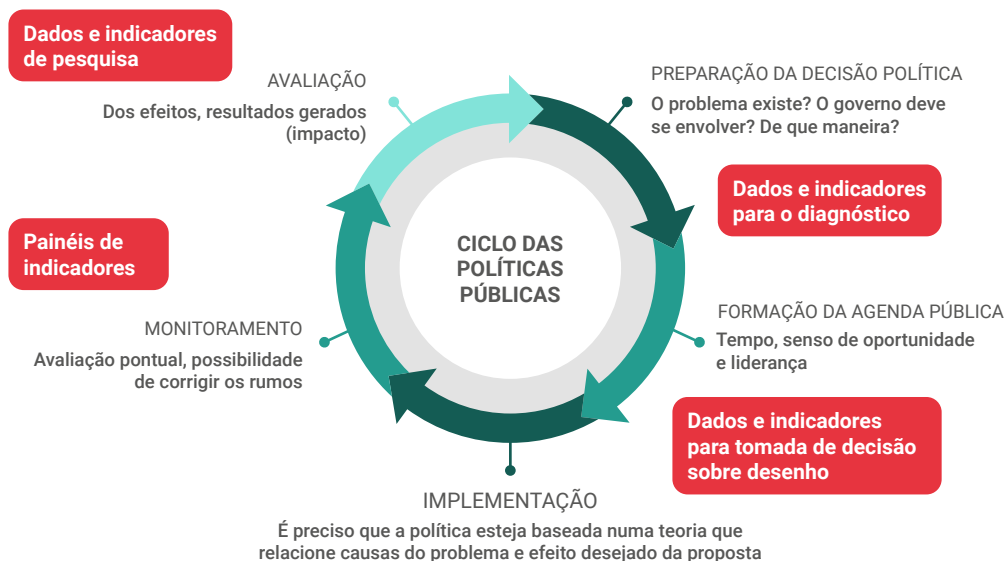 Dados e indicadores
de pesquisa
AVALIAÇÃO
Dos efeitos, resultados gerados
(impacto)
PREPARAÇÃO DA DECISÃO POLÍTICA
O problema existe? O governo deve
se envolver? De que maneira?
Dados e indicadores
para o diagnóstico
Painéis de
indicadores
CICLO DAS
POLÍTICAS
PÚBLICAS
MONITORAMENTO
Avaliação pontual, possibilidade
de corrigir os rumos
FORMAÇÃO DA AGENDA PÚBLICA
Tempo, senso de oportunidade
e liderança
Dados e indicadores
para tomada de decisão
sobre desenho
IMPLEMENTAÇÃO
É preciso que a política esteja baseada numa teoria que
relacione causas do problema e efeito desejado da proposta